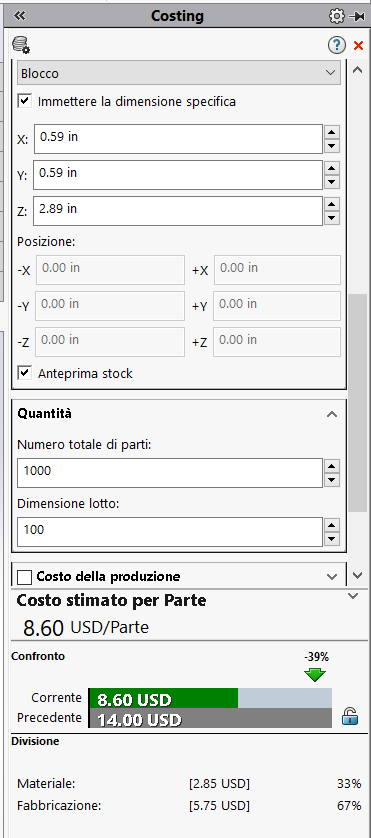 Costing
Blocco
Immettere la dimensione specifica
X: 0.59 in
Y: 0.59 in
Z: 2.89 in
Posizione:
-X 0.00 in +X 0.00 in
-Y 0.00 in +Y 0.00 in
-Z 0.00 in +Z 0.00 in
Anteprima stock
Quantità
Numero totale di parti:
1000
Dimensione lotto:
100
Costo della produzione
Costo stimato per Parte
8.60 USD/Parte
Confronto -39%
Corrente 8.60 USD
Precedente 14.00 USD
Divisione
Materiale: [2.85 USD] 33%
Fabbricazione: [5.75 USD] 67%